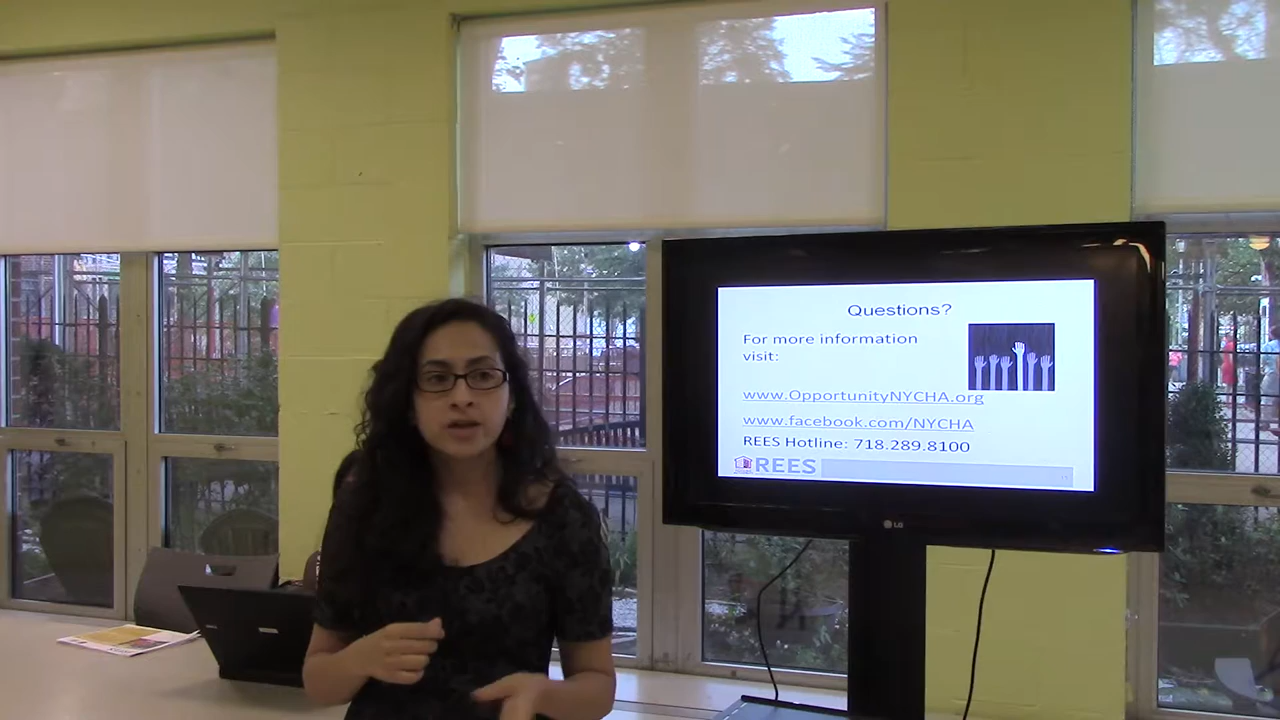 Questions?
For more information
visit:
www.OpportunityNYCHA.org
www.facebook.com/NYCHA
REES Hotline: 718.289.8100
REES
LG